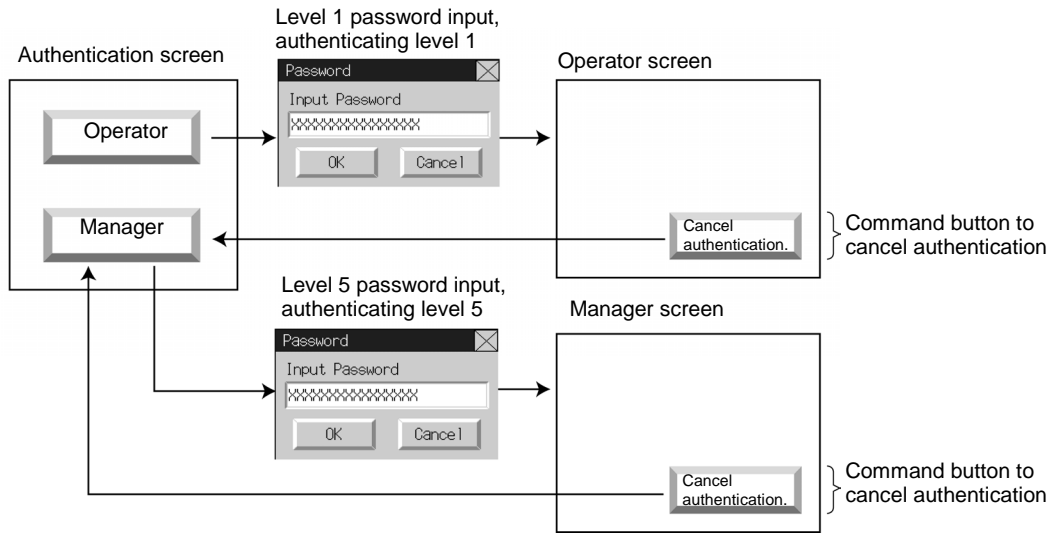 Level 1 password input,
authenticating level 1
Authentication screen
Operator screen
Password
Input Password
XXXXXXXXXXXXXXX
OK
Cancel
Operator
Manager
Cancel
authentication.
Command button to
cancel authentication
Level 5 password input,
authenticating level 5
Manager screen
Password
Input Password
XXXXXXXXXXXXXXX
OK
Cancel
Cancel
authentication.
Command button to
cancel authentication